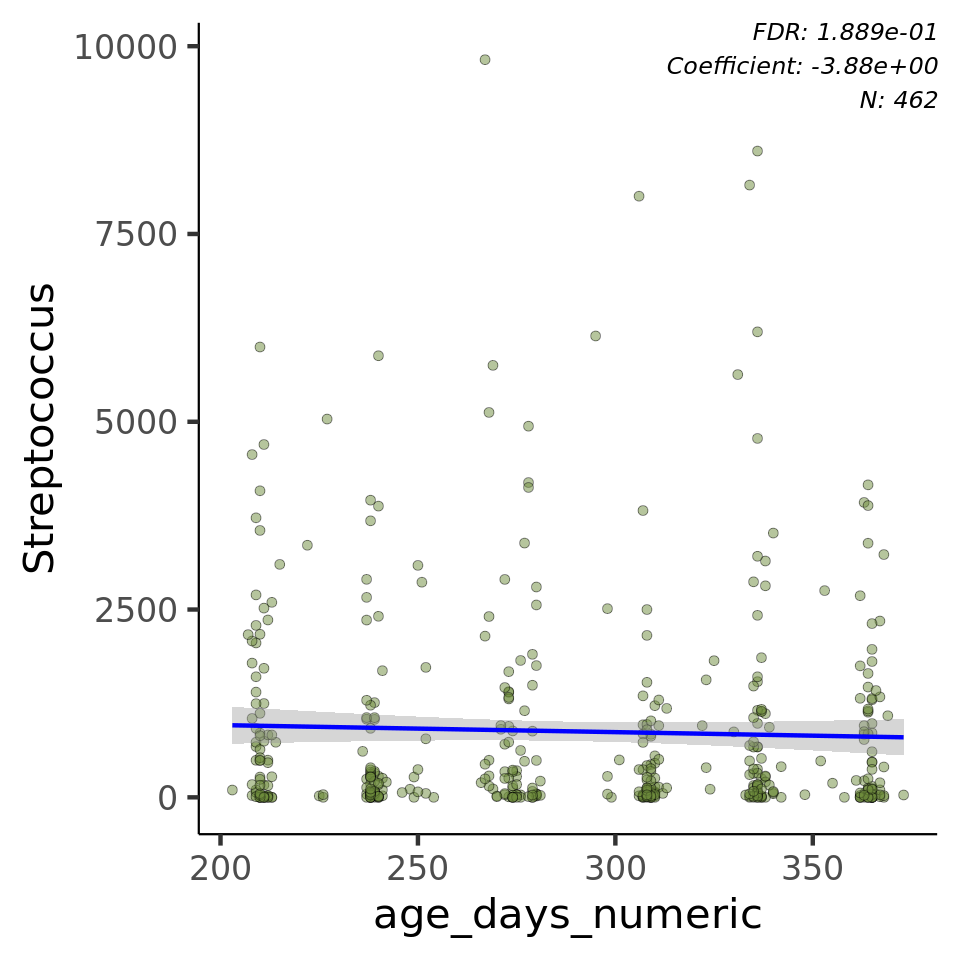 FDR: 1.889e-01
Coefficient: -3.88e+00
N: 462
10000
7500
5000
2500
0
Streptococcus
200 250 300 350
age_days_numeric